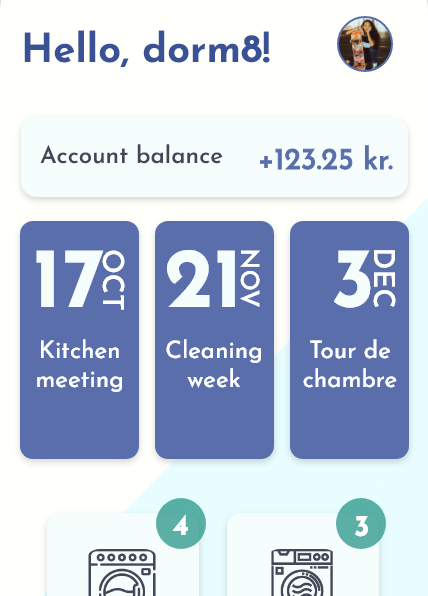 Hello, dorm8!
Account balance
+123.25 kr.
17 OCT
Kitchen
meeting
21 NOV
Cleaning
week
3 DEC
Tour de
chambre
4
3